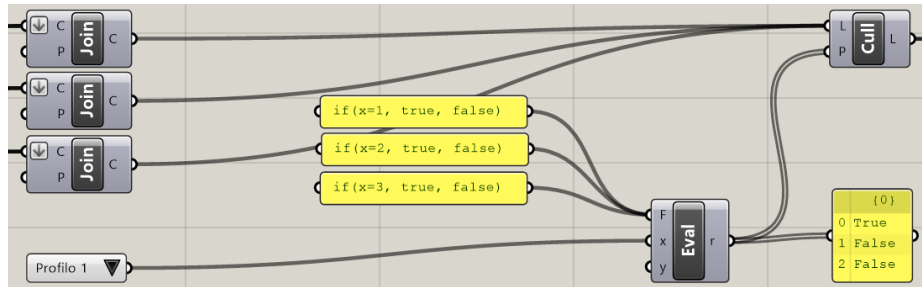 C
P
Join
C
C
P
Join
C
C
P
Join
C
L
P
Cull
L
if(x=1, true, false)
if(x=2, true, false)
if(x=3, true, false)
F
x
y
Eval
r
{0}
0 True
1 False
2 False
Profilo 1